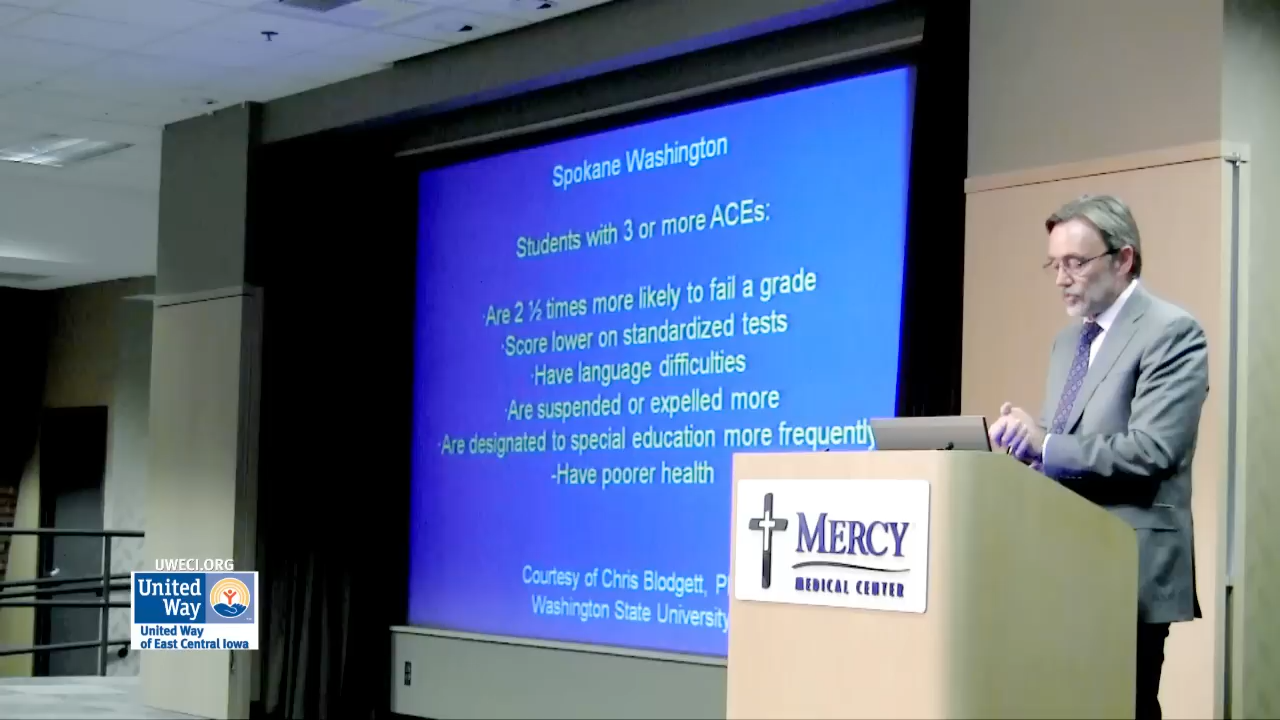 Spokane Washington
Students with 3 or more ACEs:
·Are 2 ½ times more likely to fail a grade
·Score lower on standardized tests
·Have language difficulties
·Are suspended or expelled more
·Are designated to special education more frequently
-Have poorer health
Courtesy of Chris Blodgett,
Washington State University
MERCY
MEDICAL CENTER
UWECI.ORG
United
Way
United Way
of East Central Iowa